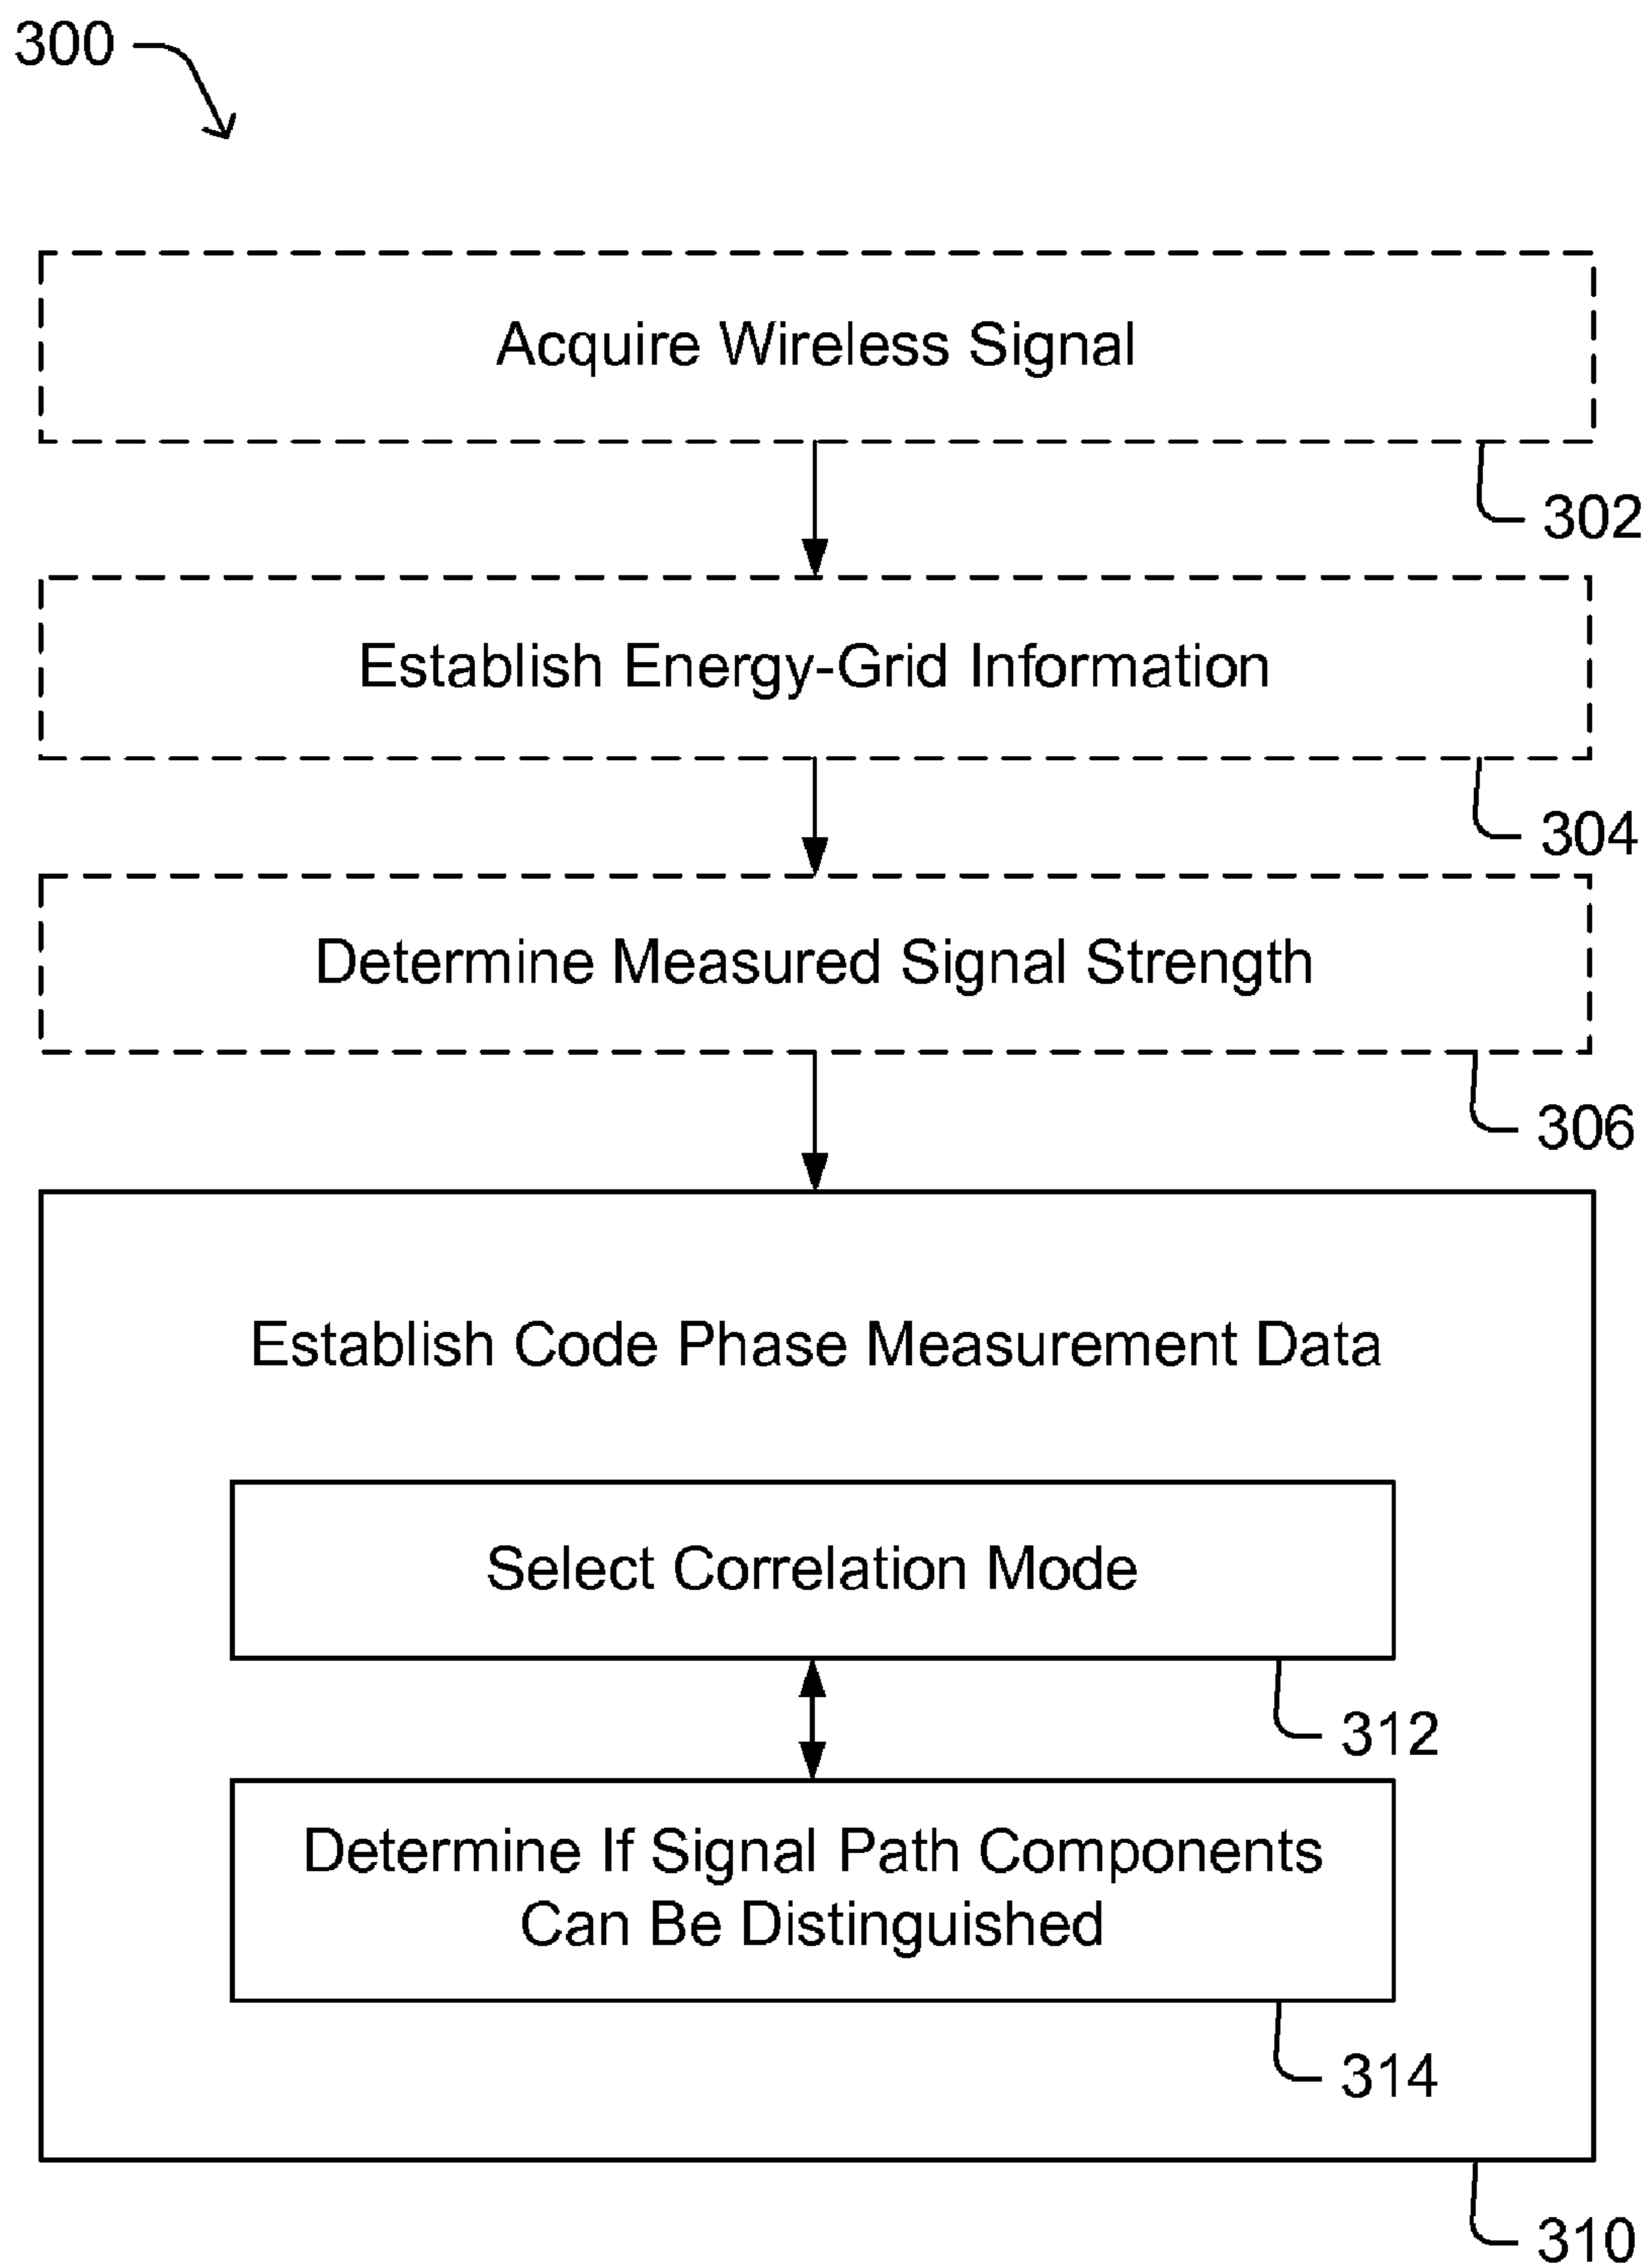 300
Acquire Wireless Signal
302
Establish Energy-Grid Information
304
Determine Measured Signal Strength
306
Establish Code Phase Measurement Data
Select Correlation Mode
312
Determine If Signal Path Components
Can Be Distinguished
314
310